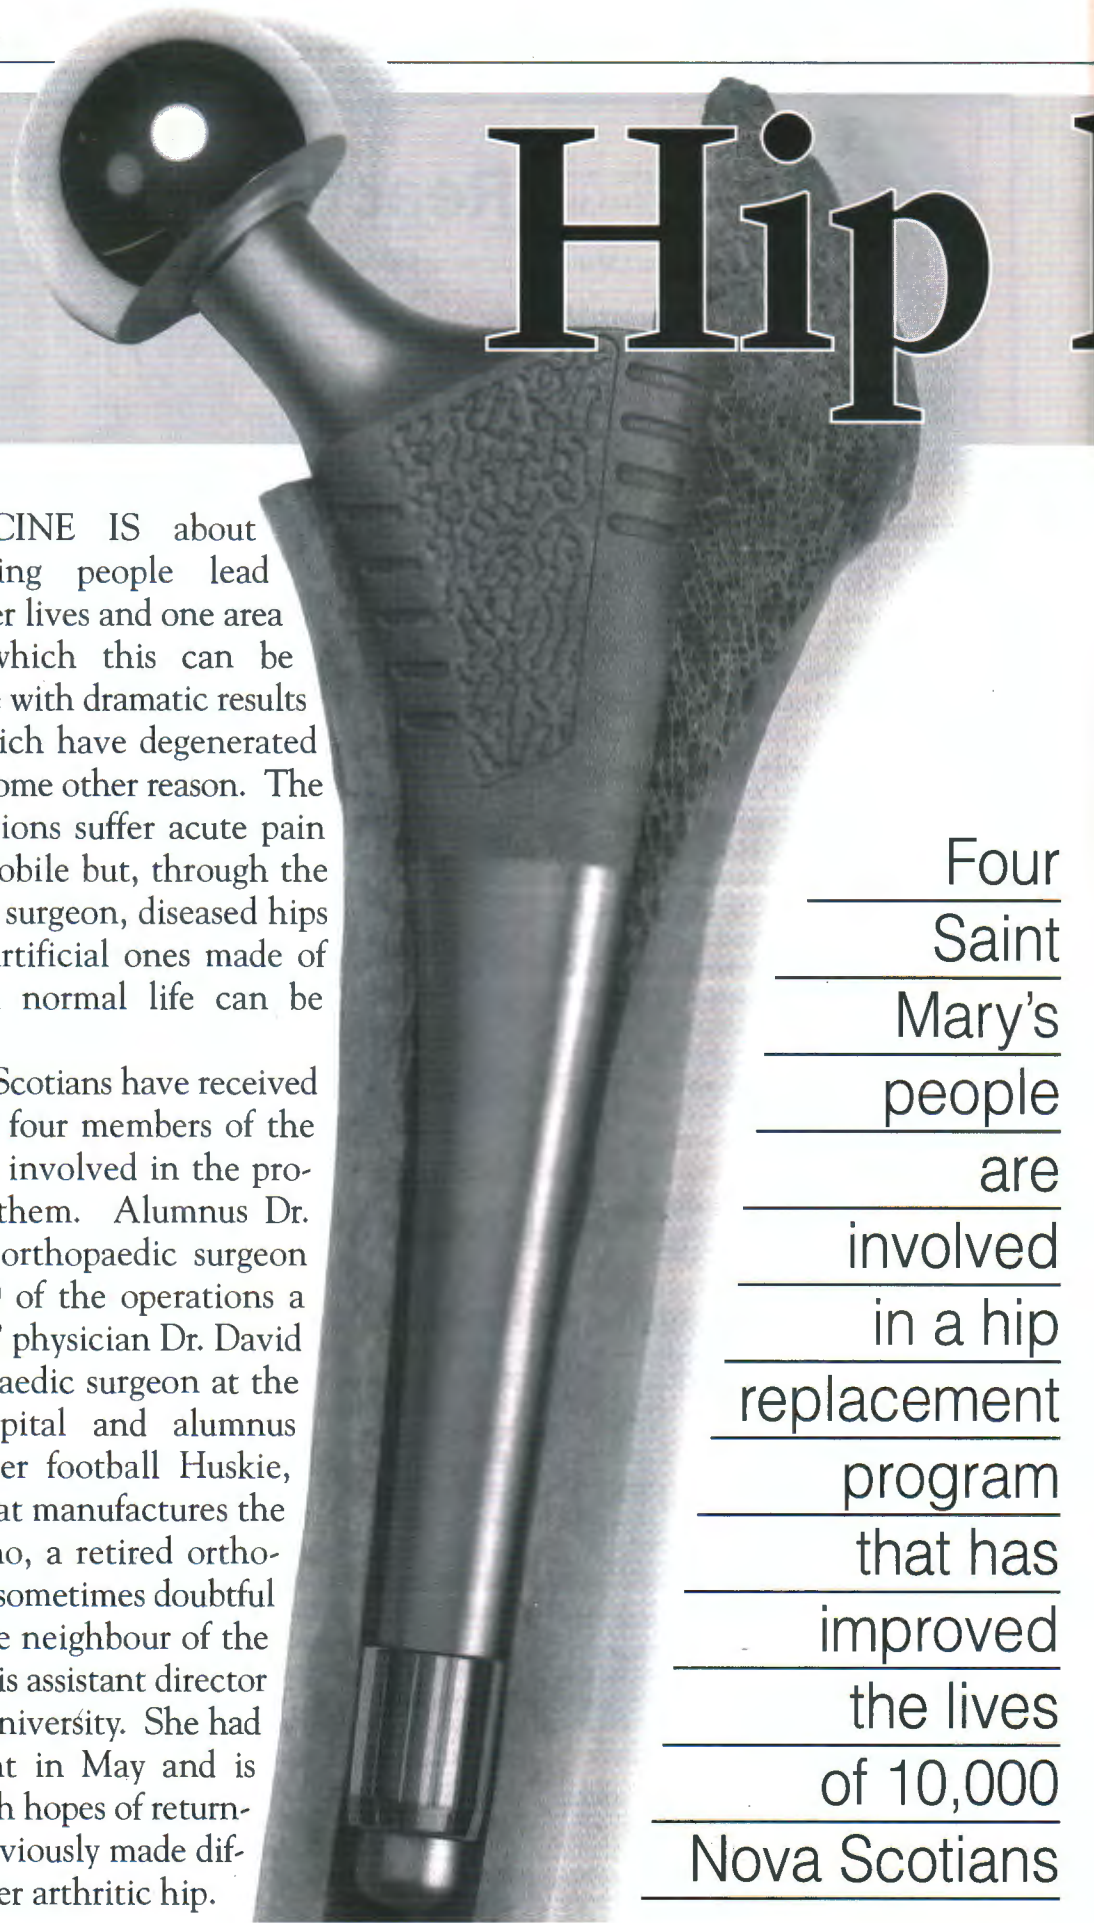 Hip
CINE IS about
ing people lead
er lives and one area
which this can be
with dramatic results
ich have degenerated
ome other reason. The
ions suffer acute pain
obile but, through the
surgeon, diseased hips
rtificial ones made of
normal life can be
Scotians have received
four members of the
involved in the pro-
them. Alumnus Dr.
orthopaedic surgeon
of the operations a
physician Dr. David
aedic surgeon at the
pital and alumnus
er football Huskie,
at manufactures the
no, a retired ortho-
sometimes doubtful
e neighbour of the
is assistant director
niversity. She had
nt in May and is
h hopes of return-
viously made dif-
er arthritic hip.
Four
Saint
Mary's
people
are
involved
in a hip
replacement
program
that has
improved
the lives
of 10,000
Nova Scotians